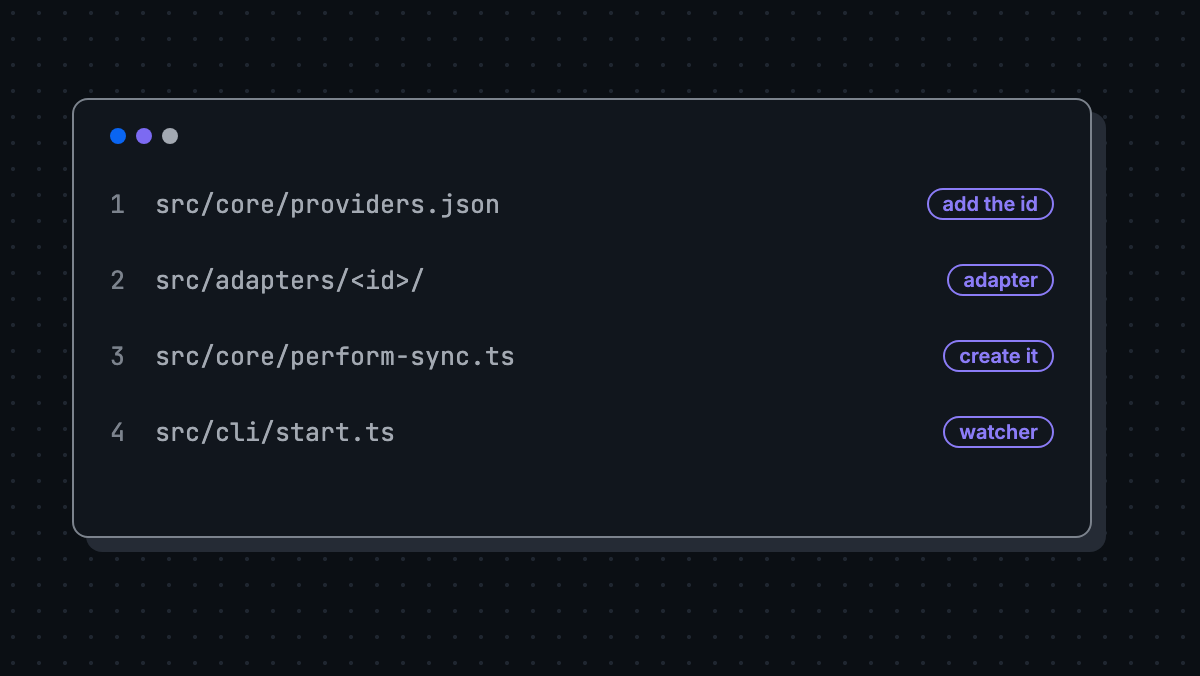 1 src/core/providers.json add the id
2 src/adapters/<id>/ adapter
3 src/core/perform-sync.ts create it
4 src/cli/start.ts watcher